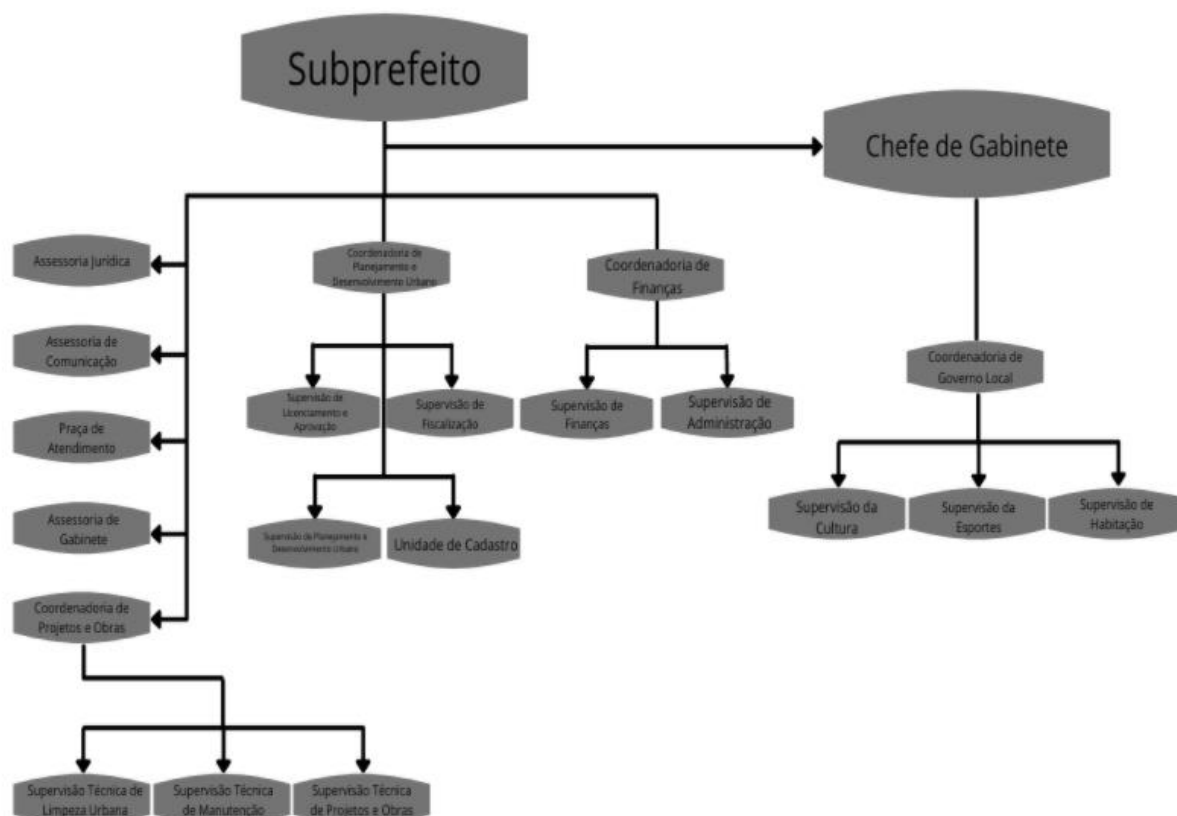 Subprefeito
Chefe de Gabinete
Assessoria Jurídica
Assessoria de
Comunicação
Praça de
Atendimento
Assessoria de
Gabinete
Coordenadoria de
Projetos e Obras
Supervisão Técnica de
Limpeza Urbana
Supervisão Técnica
de Manutenção
Supervisão Técnica
de Projetos e Obras
Coordenadoria de
Planejamento e
Desenvolvimento Urbano
Supervisão de
Licenciamento e
Aprovação
Supervisão de
Fiscalização
Supervisão de Planejamento e
Desenvolvimento Urbano
Unidade de Cadastro
Coordenadoria de
Finanças
Supervisão de
Finanças
Supervisão de
Administração
Coordenadoria de
Governo Local
Supervisão da
Cultura
Supervisão da
Esportes
Supervisão de
Habitação